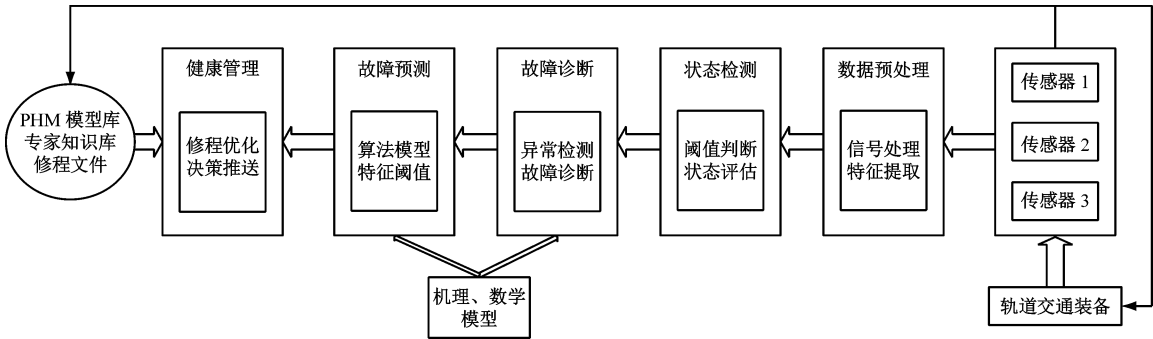 PHM 模型库
专家知识库
修程文件
健康管理
修程优化
决策推送
故障预测
算法模型
特征阈值
故障诊断
异常检测
故障诊断
状态检测
阈值判断
状态评估
数据预处理
信号处理
特征提取
传感器 1
传感器 2
传感器 3
机理、数学
模型
轨道交通装备